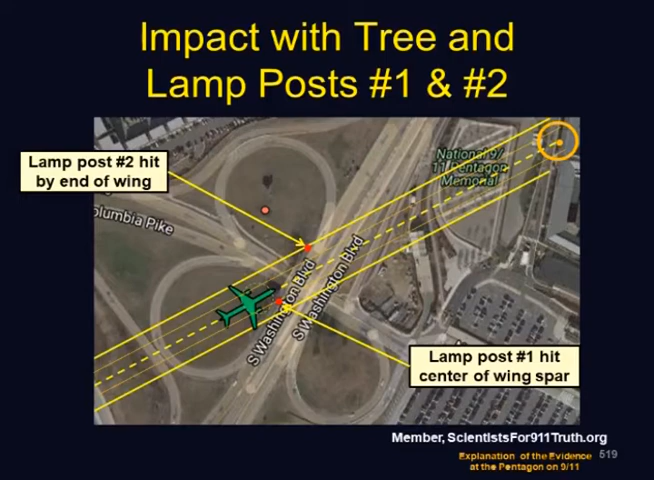 Impact with Tree and
Lamp Posts #1 & #2
Lamp post #2 hit
by end of wing
National 9/
11 Pentagon
Memorial
olumbia Pike
S Washington Blvd
S Washington Blvd
Lamp post #1 hit
center of wing spar
Member, ScientistsFor911Truth.org
Explanation of the Evidence
at the Pentagon on 9/11
519